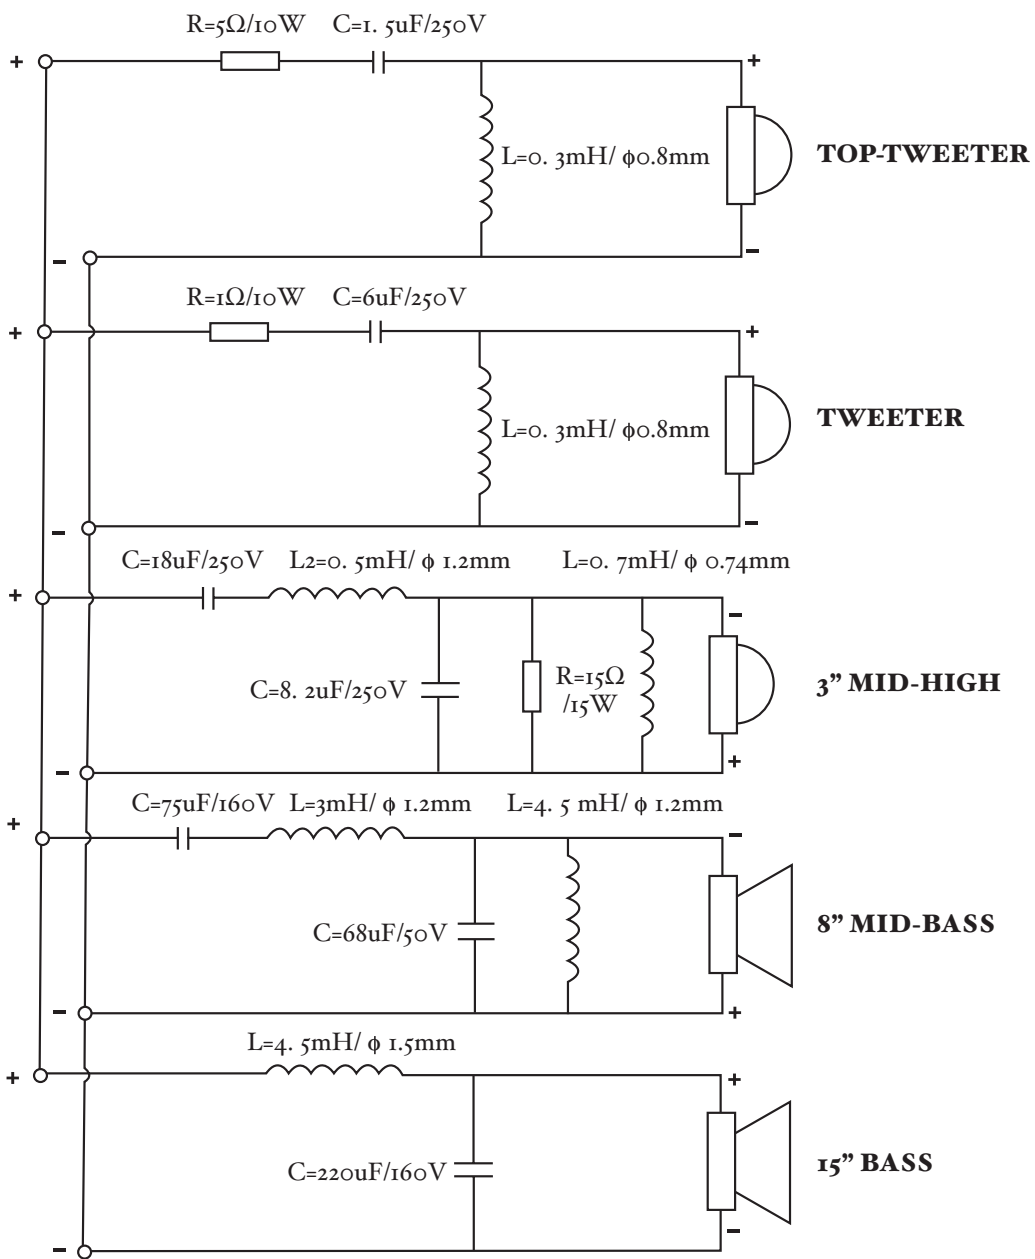 R=5Ω/10W C=1. 5uF/250V
+ +
L=0. 3mH/ ϕ0.8mm TOP-TWEETER
− −
R=1Ω/10W C=6uF/250V
+ +
L=0. 3mH/ ϕ0.8mm TWEETER
− −
C=18uF/250V L2=0. 5mH/ ϕ 1.2mm L=0. 7mH/ ϕ 0.74mm
+ −
C=8. 2uF/250V R=15Ω 3” MID-HIGH
/15W
− +
C=75uF/160V L=3mH/ ϕ 1.2mm L=4. 5 mH/ ϕ 1.2mm
+ −
C=68uF/50V 8” MID-BASS
− +
L=4. 5mH/ ϕ 1.5mm
+ +
C=220uF/160V 15” BASS
− −